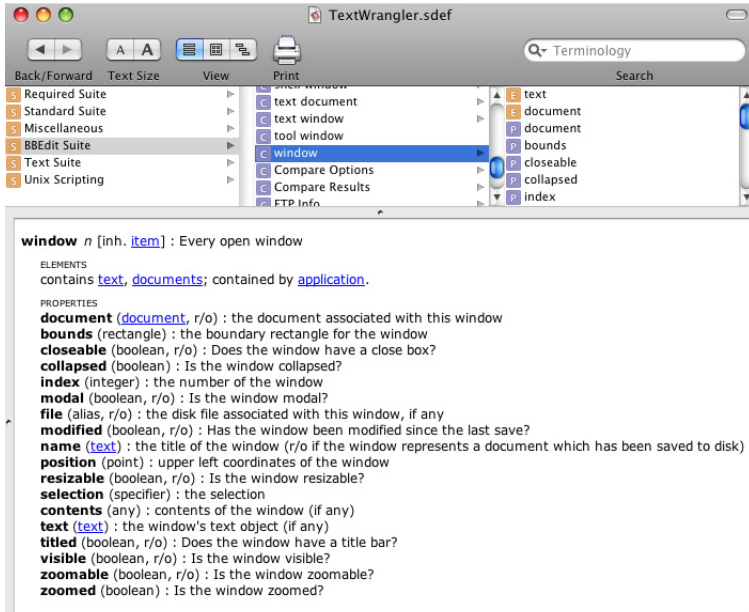 TextWrangler.sdef
A A
Q- Terminology
Back/Forward Text Size View Print Search
S Required Suite
S Standard Suite
S Miscellaneous
S BBEdit Suite
S Text Suite
S Unix Scripting
C shell window
C text document
C text window
C tool window
C window
C Compare Options
C Compare Results
C FTP Info
E text
E document
P document
P bounds
P closeable
P collapsed
P index
window n [inh. item] : Every open window
ELEMENTS
contains text, documents; contained by application.
PROPERTIES
document (document, r/o) : the document associated with this window
bounds (rectangle) : the boundary rectangle for the window
closeable (boolean, r/o) : Does the window have a close box?
collapsed (boolean) : Is the window collapsed?
index (integer) : the number of the window
modal (boolean, r/o) : Is the window modal?
file (alias, r/o) : the disk file associated with this window, if any
modified (boolean, r/o) : Has the window been modified since the last save?
name (text) : the title of the window (r/o if the window represents a document which has been saved to disk)
position (point) : upper left coordinates of the window
resizable (boolean, r/o) : Is the window resizable?
selection (specifier) : the selection
contents (any) : contents of the window (if any)
text (text) : the window's text object (if any)
titled (boolean, r/o) : Does the window have a title bar?
visible (boolean, r/o) : Is the window visible?
zoomable (boolean, r/o) : Is the window zoomable?
zoomed (boolean) : Is the window zoomed?